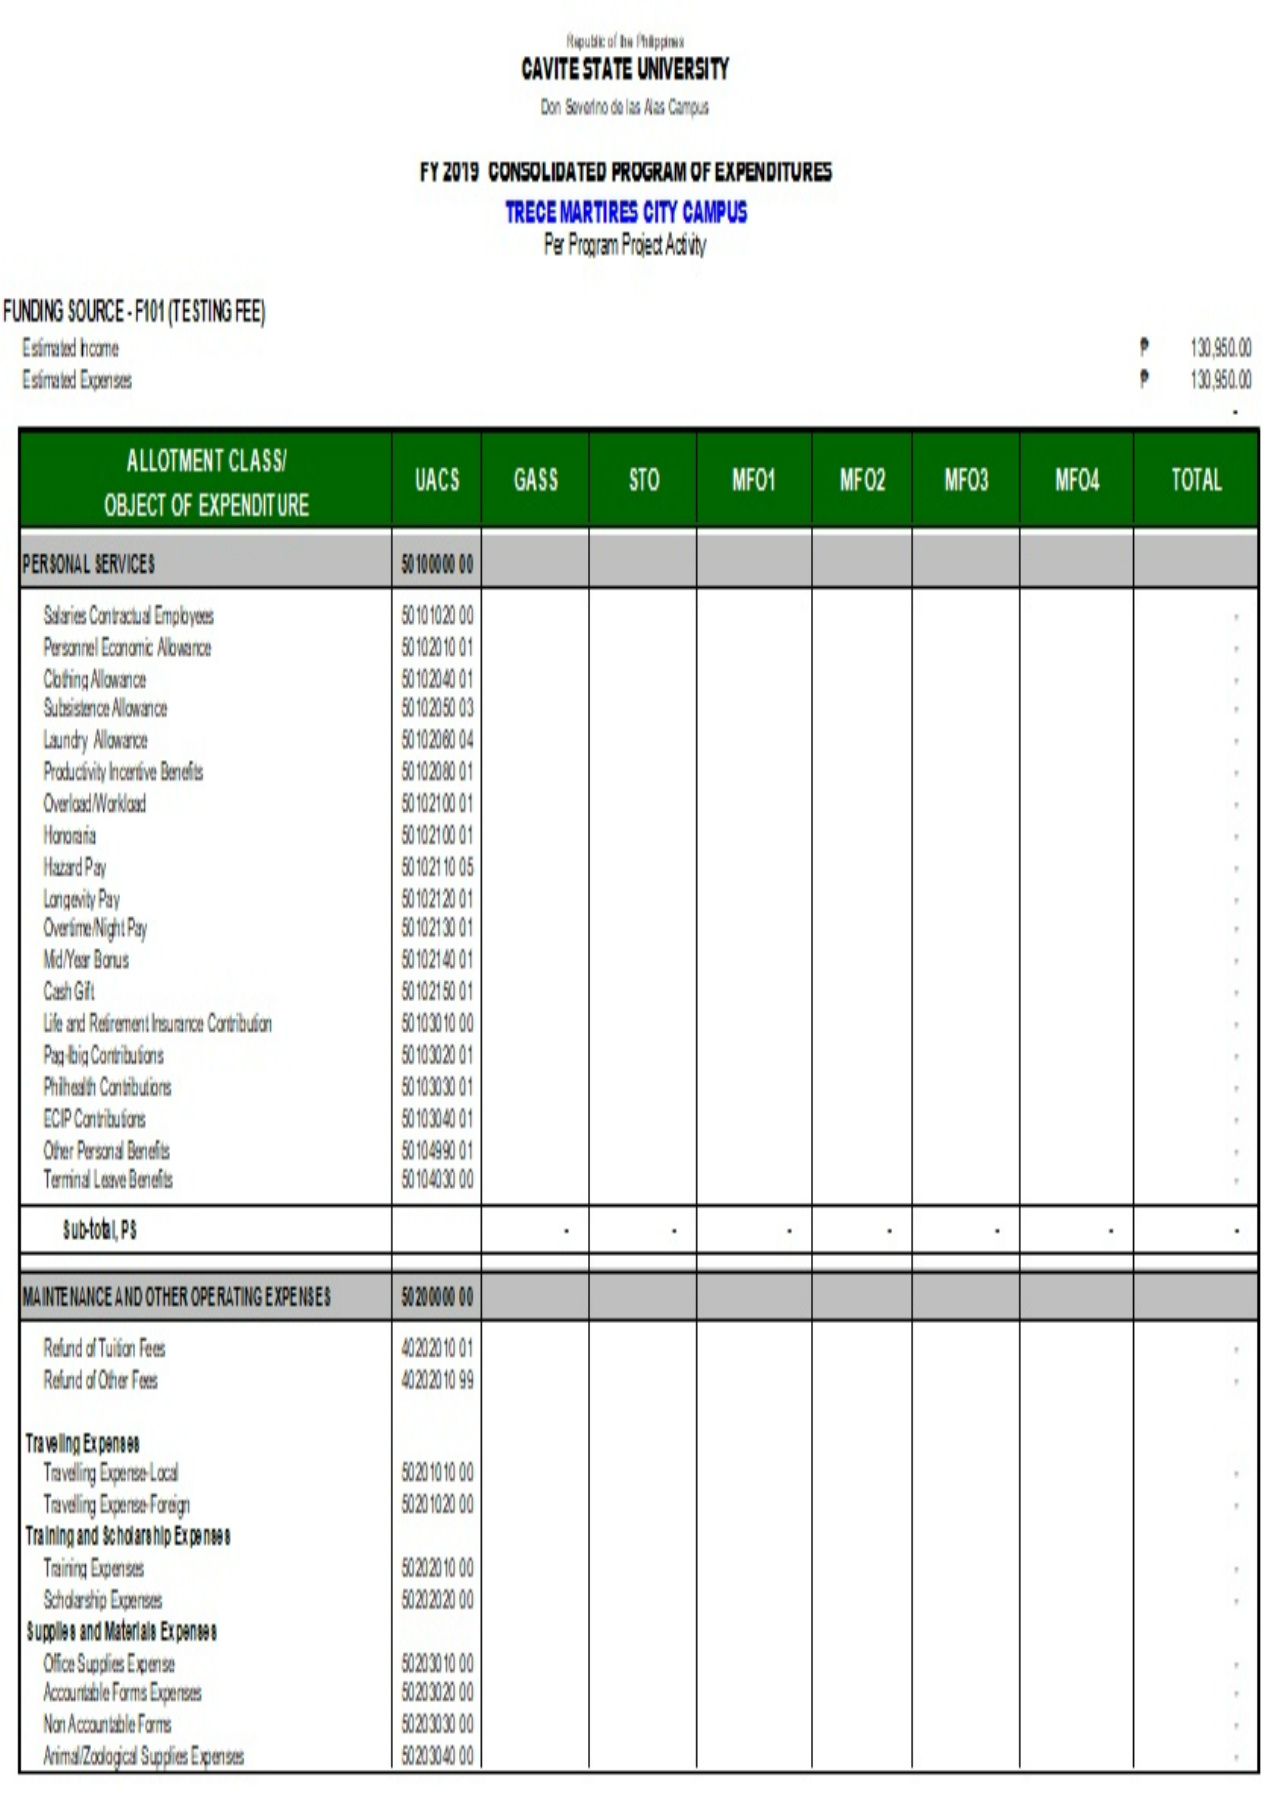 Republic of the Philippines
CAVITE STATE UNIVERSITY
Don Severino de las Alas Campus
FY 2019 CONSOLIDATED PROGRAM OF EXPENDITURES
TRECE MARTIRES CITY CAMPUS
Per Program Project Activity
FUNDING SOURCE - F101 (TESTING FEE)
Estimated Income ₱ 130,950.00
Estimated Expenses ₱ 130,950.00
-
ALLOTMENT CLASS/ OBJECT OF EXPENDITURE UACS GASS STO MFO1 MFO2 MFO3 MFO4 TOTAL
PERSONAL SERVICES 50100000 00
Salaries Contractual Employees 50101020 00 -
Personnel Economic Allowance 50102010 01 -
Clothing Allowance 50102040 01 -
Subsistence Allowance 50102050 03 -
Laundry Allowance 50102060 04 -
Productivity Incentive Benefits 50102080 01 -
Overload/Workload 50102100 01 -
Honoraria 50102100 01 -
Hazard Pay 50102110 05 -
Longevity Pay 50102120 01 -
Overtime/Night Pay 50102130 01 -
Mid/Year Bonus 50102140 01 -
Cash Gift 50102150 01 -
Life and Retirement Insurance Contribution 50103010 00 -
Pag-Ibig Contributions 50103020 01 -
Philhealth Contributions 50103030 01 -
ECIP Contributions 50103040 01 -
Other Personal Benefits 50104990 01 -
Terminal Leave Benefits 50104030 00 -
Sub-total, PS - - - - - - -
MAINTENANCE AND OTHER OPERATING EXPENSES 50200000 00
Refund of Tuition Fees 40202010 01 -
Refund of Other Fees 40202010 99 -
Traveling Expenses
Travelling Expense-Local 50201010 00 -
Travelling Expense-Foreign 50201020 00 -
Training and Scholarship Expenses
Training Expenses 50202010 00 -
Scholarship Expenses 50202020 00 -
Supplies and Materials Expenses
Office Supplies Expense 50203010 00 -
Accountable Forms Expenses 50203020 00 -
Non Accountable Forms 50203030 00 -
Animal/Zoological Supplies Expenses 50203040 00 -